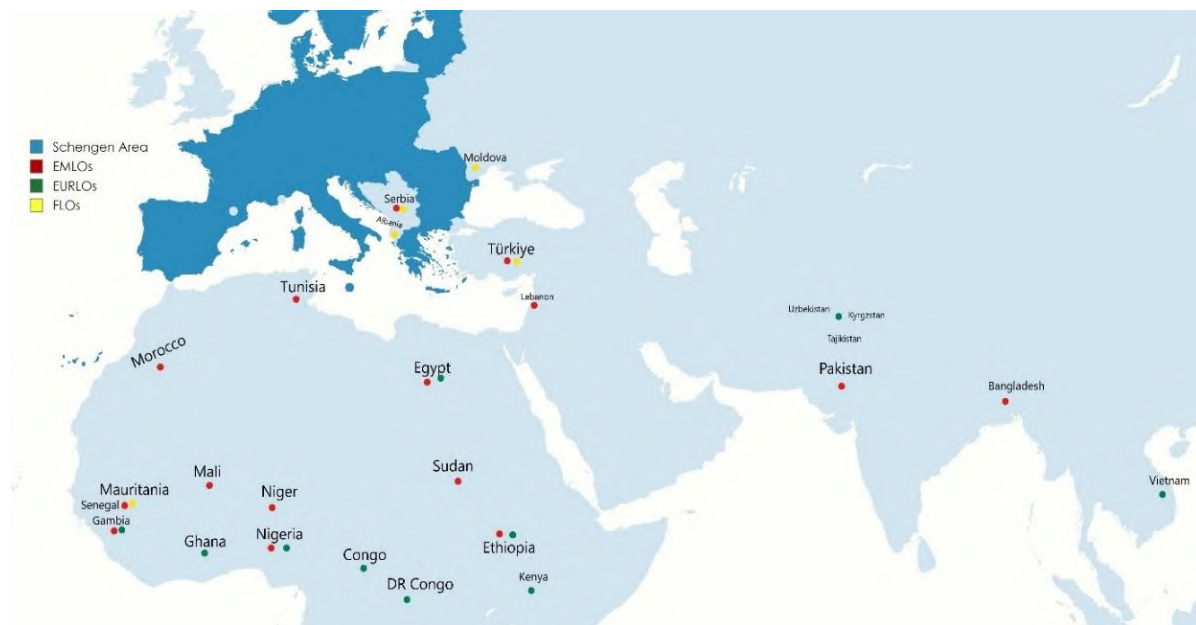 Schengen Area
EMLOs
EURLOs
FLOs
Moldova
Serbia
Albania
Türkiye
Tunisia
Lebanon
Morocco
Egypt
Uzbekistan
Kyrgzstan
Tajikistan
Pakistan
Bangladesh
Mali
Sudan
Mauritania
Niger
Senegal
Gambia
Vietnam
Ghana
Nigeria
Ethiopia
Congo
DR Congo
Kenya